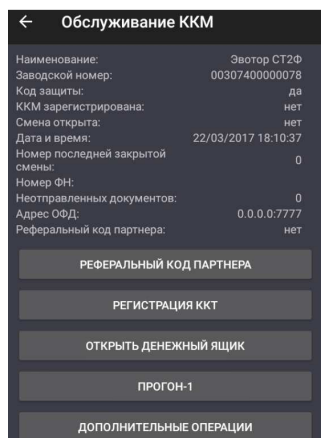 ← Обслуживание ККМ
Наименование: Эвотор СТ2Ф
Заводской номер: 00307400000078
Код защиты: да
ККМ зарегистрирована: нет
Смена открыта: нет
Дата и время: 22/03/2017 18:10:37
Номер последней закрытой
смены: 0
Номер ФН:
Неотправленных документов: 0
Адрес ОФД: 0.0.0.0:7777
Реферальный код партнера: нет
РЕФЕРАЛЬНЫЙ КОД ПАРТНЕРА
РЕГИСТРАЦИЯ ККТ
ОТКРЫТЬ ДЕНЕЖНЫЙ ЯЩИК
ПРОГОН-1
ДОПОЛНИТЕЛЬНЫЕ ОПЕРАЦИИ